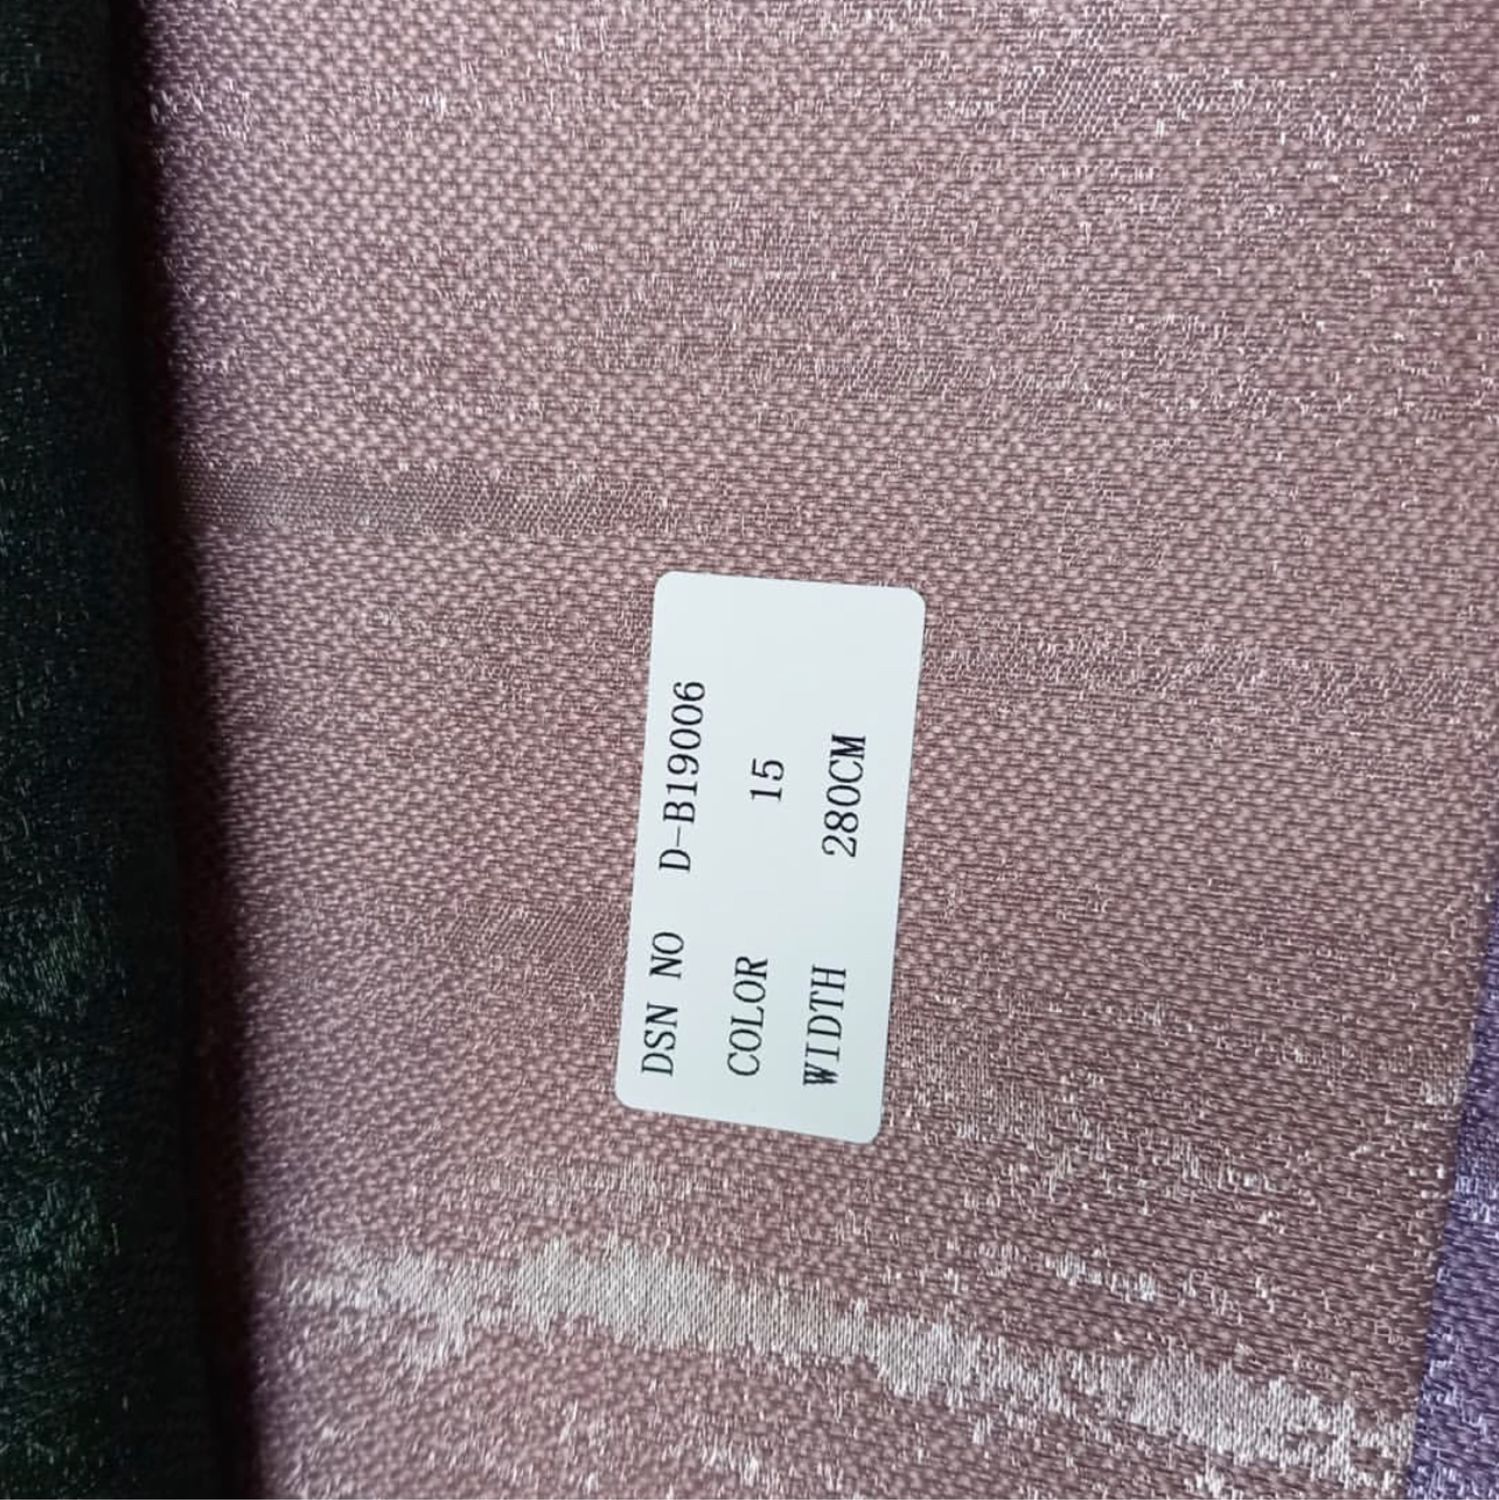 DSN NO D-B19006
COLOR 15
WIDTH 280CM